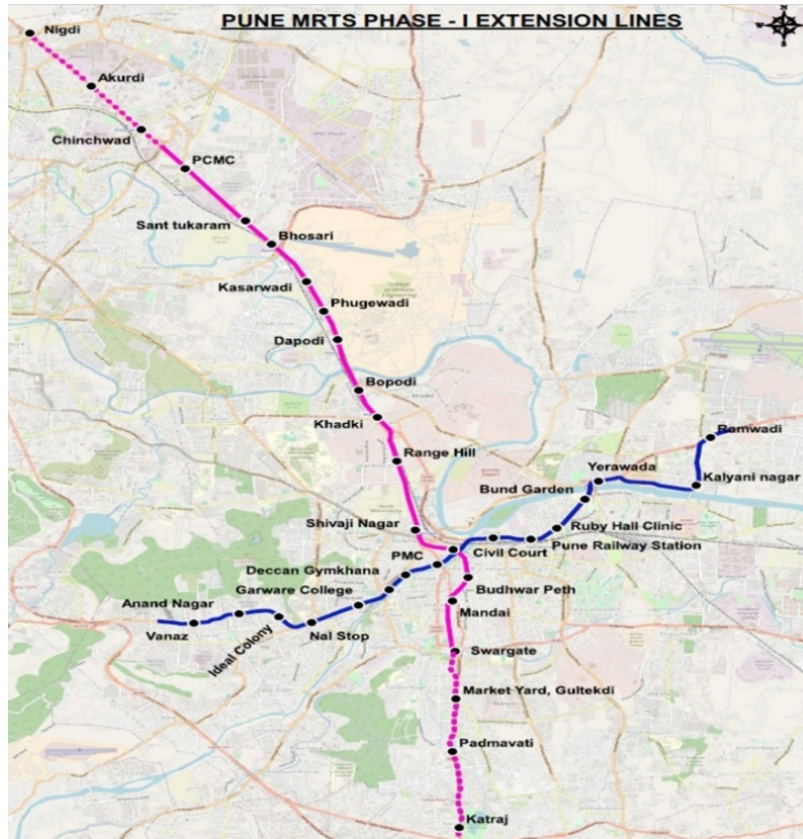 PUNE MRTS PHASE - I EXTENSION LINES
Nigdi
Akurdi
Chinchwad
PCMC
Sant tukaram
Bhosari
Kasarwadi
Phugewadi
Dapodi
Bopodi
Khadki
Range Hill
Ramwadi
Yerawada
Kalyani nagar
Bund Garden
Shivaji Nagar
Ruby Hall Clinic
Pune Railway Station
Civil Court
PMC
Deccan Gymkhana
Garware College
Budhwar Peth
Anand Nagar
Mandai
Vanaz
Ideal Colony
Nal Stop
Swargate
Market Yard, Gultekdi
Padmavati
Katraj